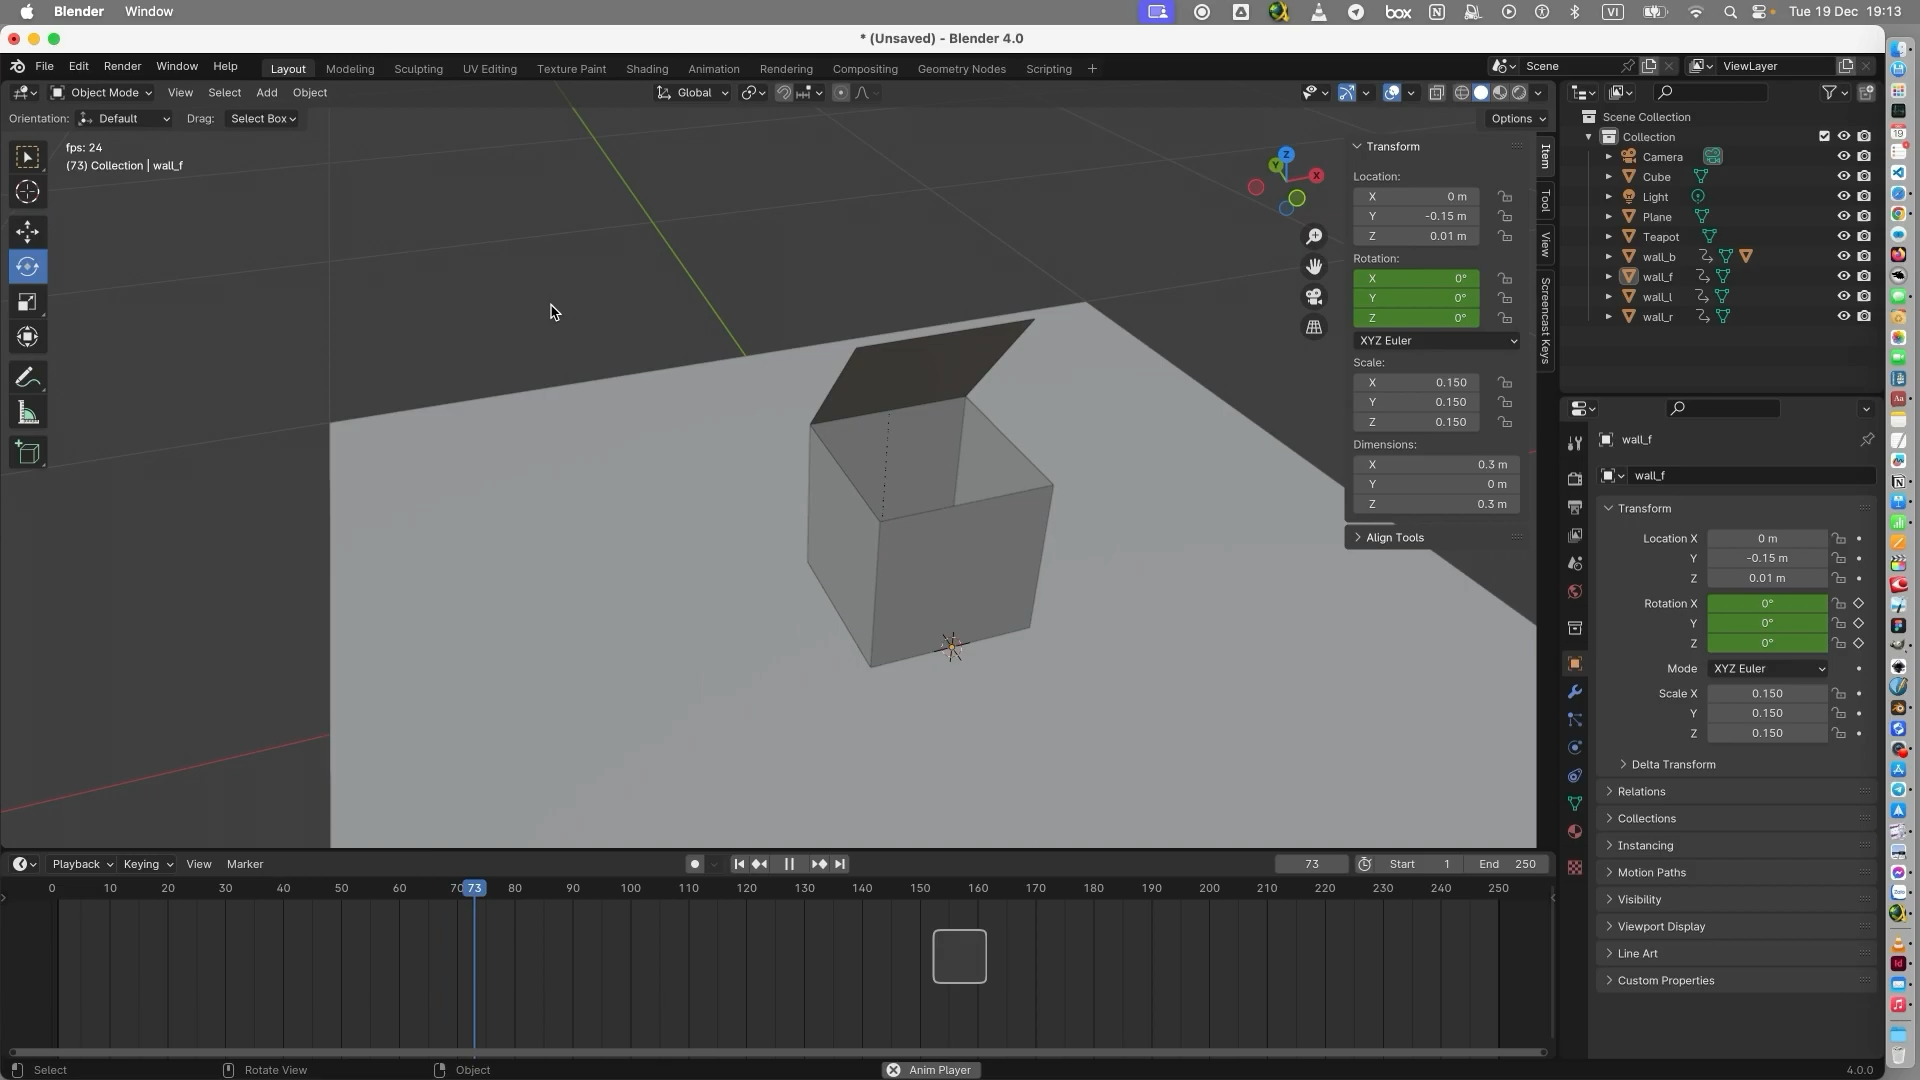 Blender Window
VI Tue 19 Dec 19:13
* (Unsaved) - Blender 4.0
File Edit Render Window Help Layout Modeling Sculpting UV Editing Texture Paint Shading Animation Rendering Compositing Geometry Nodes Scripting + Scene ViewLayer
Object Mode View Select Add Object Global
Orientation: Default Drag: Select Box Options
fps: 24
(73) Collection | wall_f
Z
Y
X
Transform
Location:
X 0 m
Y -0.15 m
Z 0.01 m
Rotation:
X 0°
Y 0°
Z 0°
XYZ Euler
Scale:
X 0.150
Y 0.150
Z 0.150
Dimensions:
X 0.3 m
Y 0 m
Z 0.3 m
Align Tools
Item
Tool
View
Screencast Keys
Scene Collection
Collection
Camera
Cube
Light
Plane
Teapot
wall_b
wall_f
wall_l
wall_r
wall_f
wall_f
Transform
Location X 0 m
Y -0.15 m
Z 0.01 m
Rotation X 0°
Y 0°
Z 0°
Mode XYZ Euler
Scale X 0.150
Y 0.150
Z 0.150
Delta Transform
Relations
Collections
Instancing
Motion Paths
Visibility
Viewport Display
Line Art
Custom Properties
Playback Keying View Marker 73 Start 1 End 250
0 10 20 30 40 50 60 70 73 80 90 100 110 120 130 140 150 160 170 180 190 200 210 220 230 240 250
Select Rotate View Object Anim Player 4.0.0